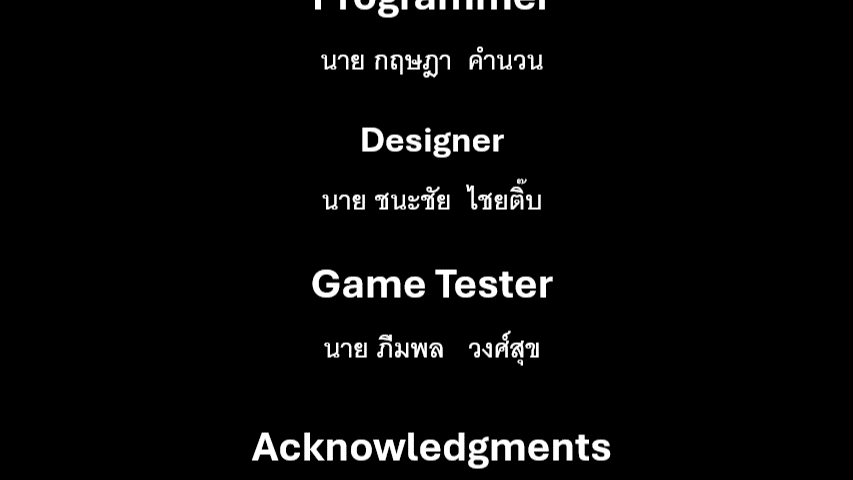 Programmer
นาย กฤษฎา คำนวน
Designer
นาย ชนะชัย ไชยติ๊บ
Game Tester
นาย ภีมพล วงศ์สุข
Acknowledgments